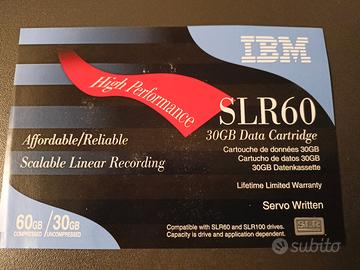 IBM
High Performance
SLR60
30GB Data Cartridge
Cartouche de données 30GB
Cartucho de datos 30GB
30GB Datenkassette
Affordable/Reliable
Scalable Linear Recording
Lifetime Limited Warranty
Servo Written
60GB/30GB
COMPRESSED UNCOMPRESSED
Compatible with SLR60 and SLR100 drives.
Capacity is drive and application dependent.
SLR
subito